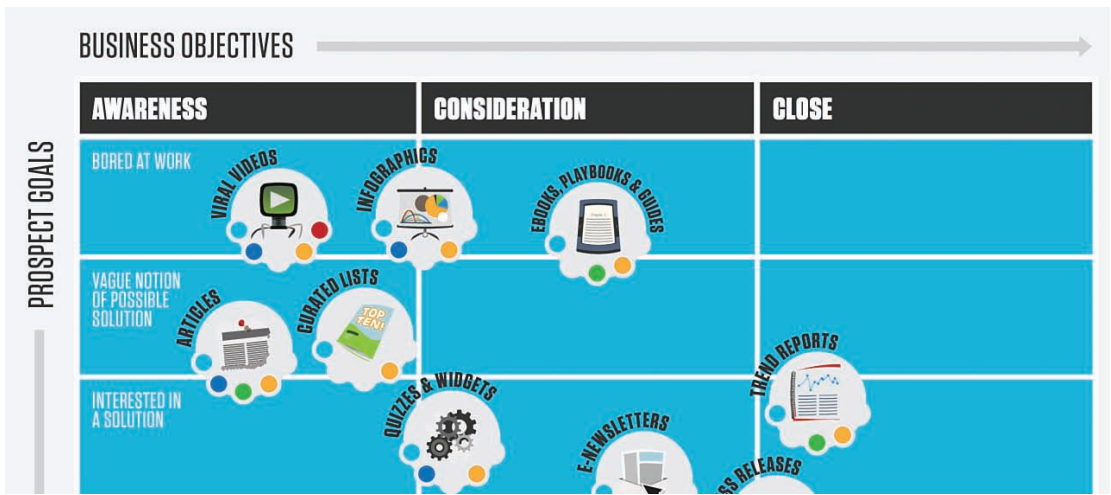 BUSINESS OBJECTIVES
PROSPECT GOALS
AWARENESS
CONSIDERATION
CLOSE
BORED AT WORK
VIRAL VIDEOS
INFOGRAPHICS
EBOOKS, PLAYBOOKS & GUIDES
VAGUE NOTION
OF POSSIBLE
SOLUTION
ARTICLES
CURATED LISTS
TOP
TEN!
TREND REPORTS
INTERESTED IN
A SOLUTION
QUIZZES & WIDGETS
E-NEWSLETTERS
RELEASES